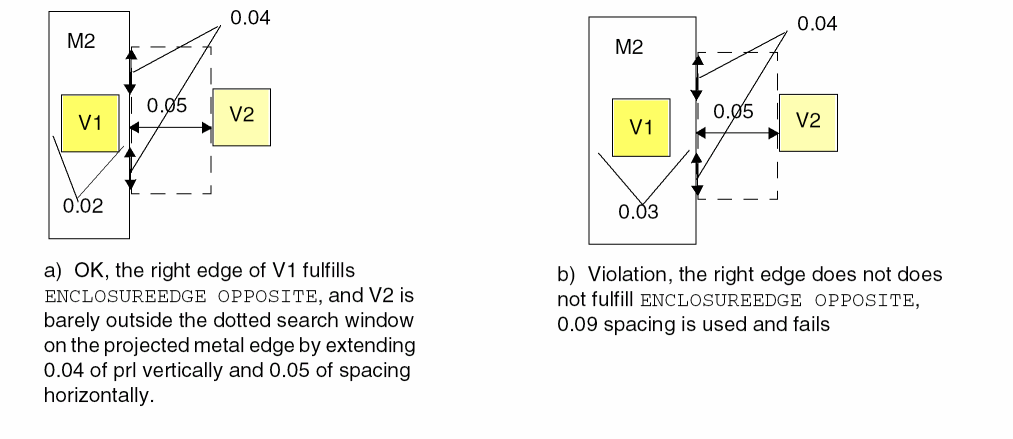 0.04
M2
0.05
V1
V2
0.02
a) OK, the right edge of V1 fulfills
ENCLOSUREEDGE OPPOSITE, and V2 is
barely outside the dotted search window
on the projected metal edge by extending
0.04 of prl vertically and 0.05 of spacing
horizontally.
0.04
M2
0.05
V1
V2
0.03
b) Violation, the right edge does not does
not fulfill ENCLOSUREEDGE OPPOSITE,
0.09 spacing is used and fails